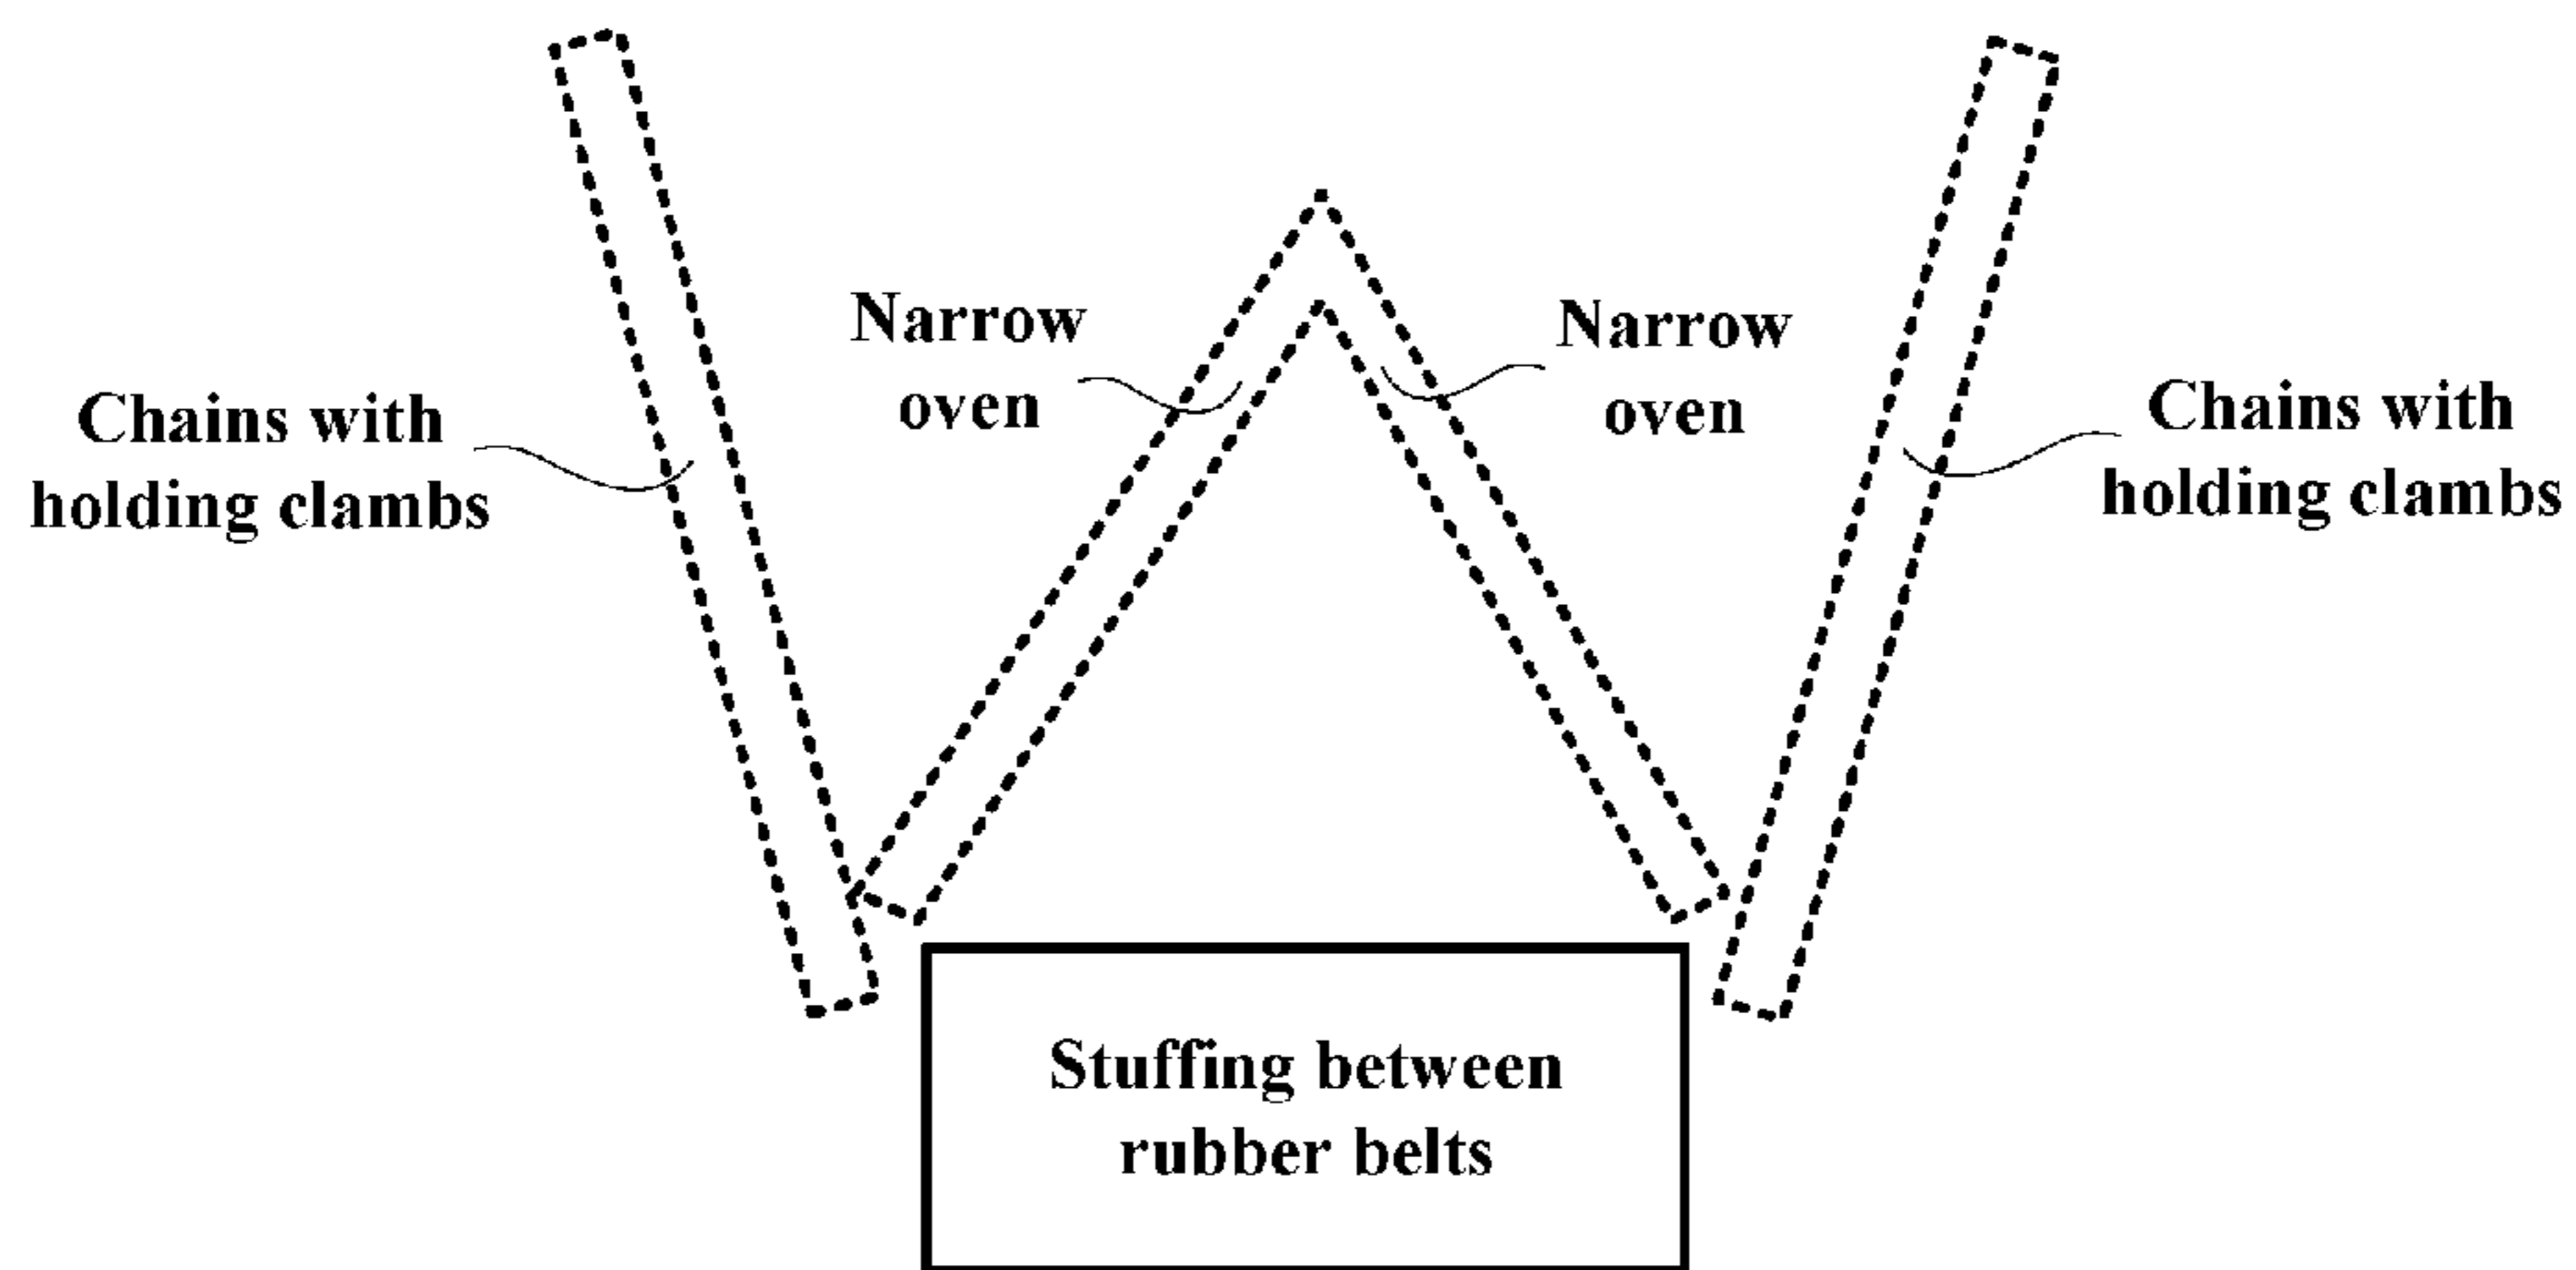 Narrow
oven
Narrow
oven
Chains with
holding clambs
Chains with
holding clambs
Stuffing between
rubber belts